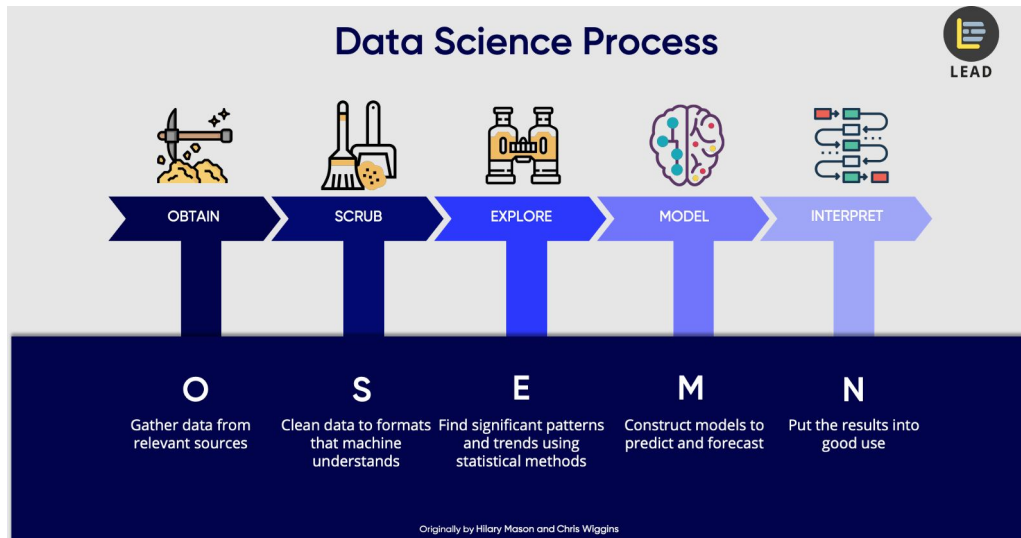 Data Science Process
LEAD
OBTAIN
SCRUB
EXPLORE
MODEL
INTERPRET
O
Gather data from
relevant sources
S
Clean data to formats
that machine
understands
E
Find significant patterns
and trends using
statistical methods
M
Construct models to
predict and forecast
N
Put the results into
good use
Originally by Hilary Mason and Chris Wiggins